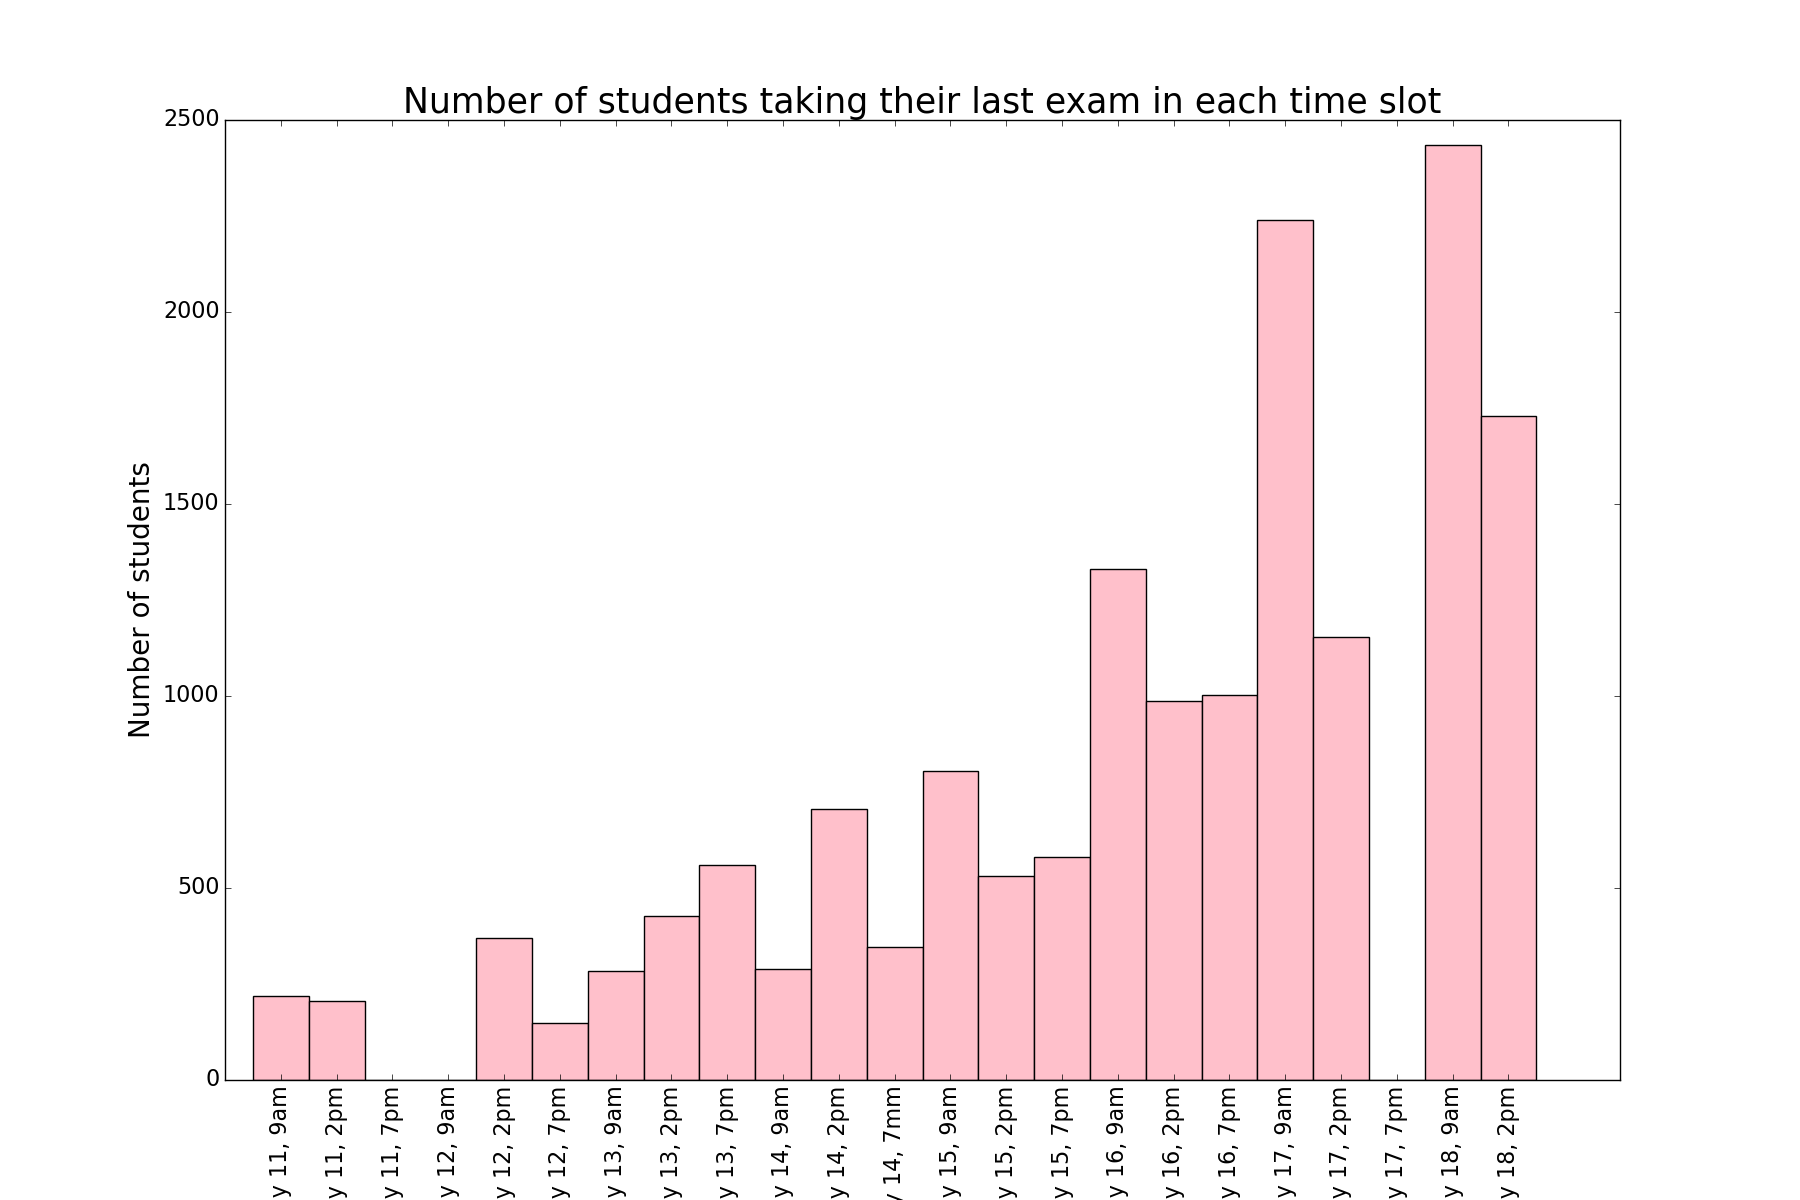 Number of students taking their last exam in each time slot
Number of students
2500
2000
1500
1000
500
0
y 11, 9am
y 11, 2pm
y 11, 7pm
y 12, 9am
y 12, 2pm
y 12, 7pm
y 13, 9am
y 13, 2pm
y 13, 7pm
y 14, 9am
y 14, 2pm
y 14, 7mm
y 15, 9am
y 15, 2pm
y 15, 7pm
y 16, 9am
y 16, 2pm
y 16, 7pm
y 17, 9am
y 17, 2pm
y 17, 7pm
y 18, 9am
y 18, 2pm